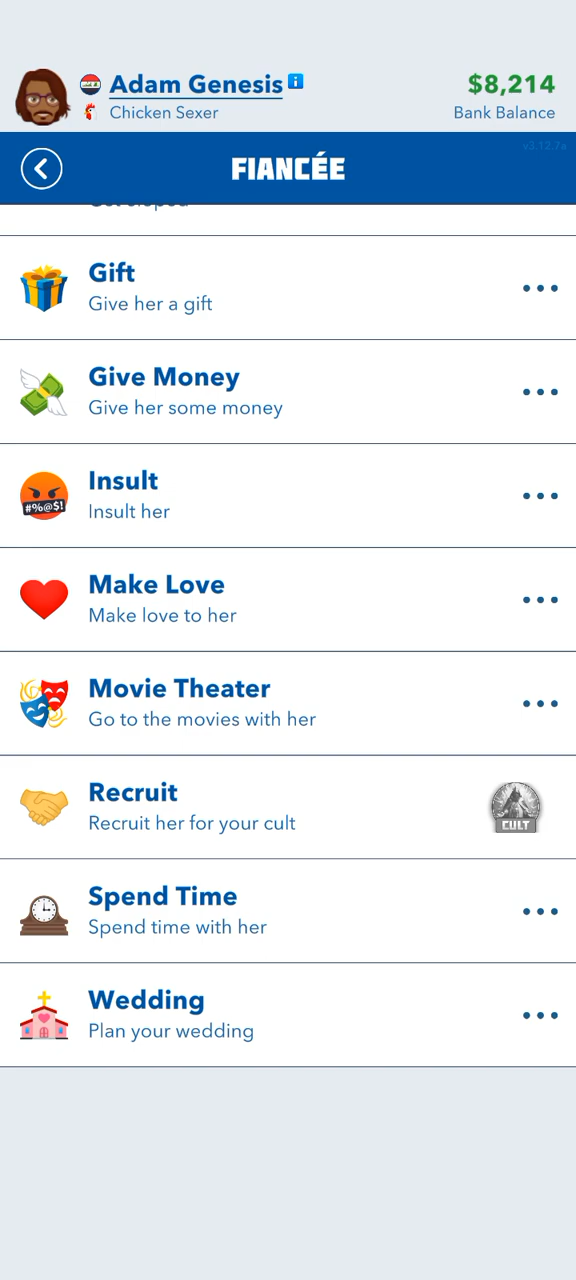 Adam Genesis
$8,214
Chicken Sexer
Bank Balance
v3.12.7a
FIANCÉE
Gift
Give her a gift
Give Money
Give her some money
#%@$!
Insult
Insult her
Make Love
Make love to her
Movie Theater
Go to the movies with her
Recruit
Recruit her for your cult
CULT
Spend Time
Spend time with her
Wedding
Plan your wedding